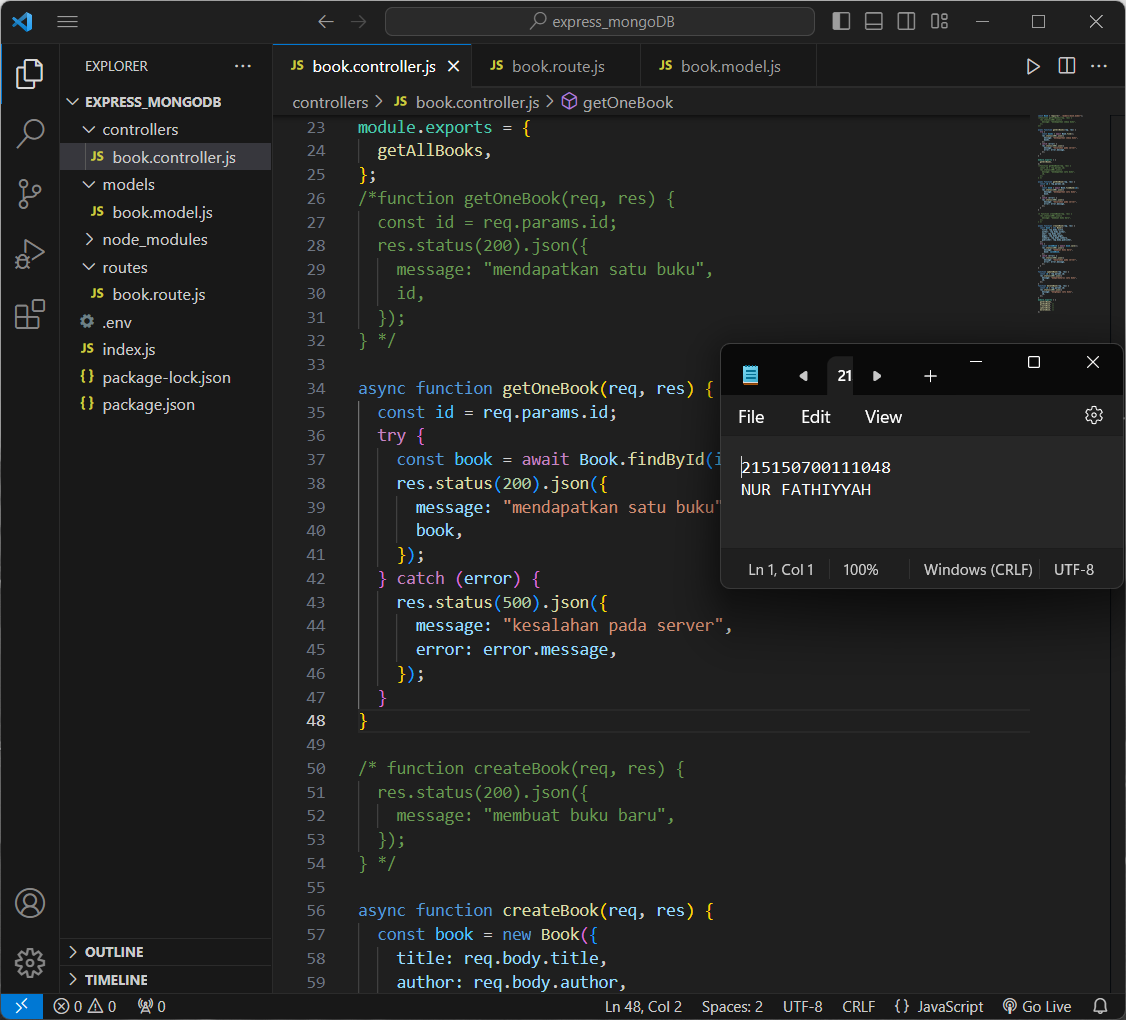 express_mongoDB
EXPLORER
EXPRESS_MONGODB
controllers
JS book.controller.js
models
JS book.model.js
node_modules
routes
JS book.route.js
.env
JS index.js
{} package-lock.json
{} package.json
OUTLINE
TIMELINE
JS book.controller.js
JS book.route.js
JS book.model.js
controllers > JS book.controller.js > getOneBook
23 module.exports = {
24 getAllBooks,
25 };
26 /*function getOneBook(req, res) {
27 const id = req.params.id;
28 res.status(200).json({
29 message: "mendapatkan satu buku",
30 id,
31 });
32 } */
33
34 async function getOneBook(req, res) {
35 const id = req.params.id;
36 try {
37 const book = await Book.findById(i
38 res.status(200).json({
39 message: "mendapatkan satu buku"
40 book,
41 });
42 } catch (error) {
43 res.status(500).json({
44 message: "kesalahan pada server",
45 error: error.message,
46 });
47 }
48 }
49
50 /* function createBook(req, res) {
51 res.status(200).json({
52 message: "membuat buku baru",
53 });
54 } */
55
56 async function createBook(req, res) {
57 const book = new Book({
58 title: req.body.title,
59 author: req.body.author,
21
File Edit View
215150700111048
NUR FATHIYYAH
Ln 1, Col 1 100% Windows (CRLF) UTF-8
0 0 0 Ln 48, Col 2 Spaces: 2 UTF-8 CRLF {} JavaScript Go Live